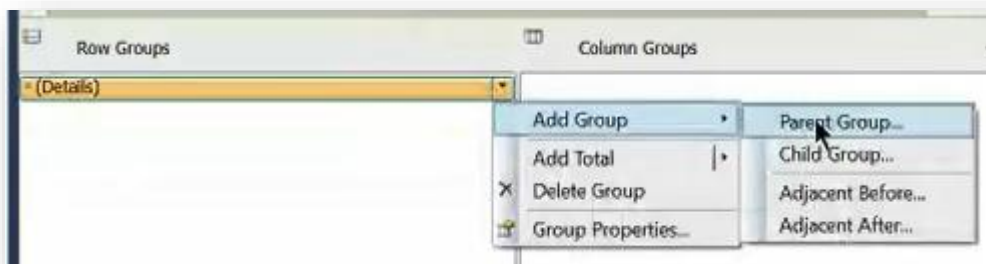 Row Groups
Column Groups
(Details)
Add Group
Parent Group...
Add Total
Child Group...
Delete Group
Adjacent Before...
Group Properties...
Adjacent After...